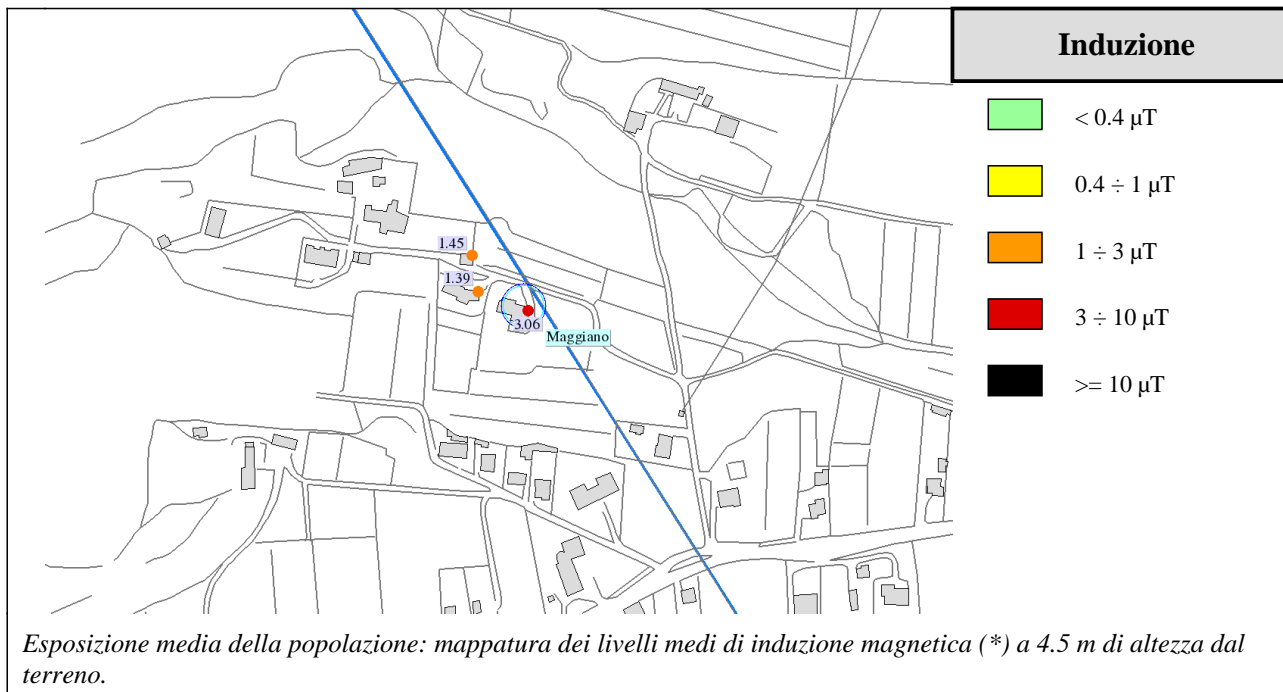 Induzione
< 0.4 µT
0.4 ÷ 1 µT
1 ÷ 3 µT
3 ÷ 10 µT
>= 10 µT
1.45
1.39
3.06
Maggiano
Esposizione media della popolazione: mappatura dei livelli medi di induzione magnetica (*) a 4.5 m di altezza dal
terreno.